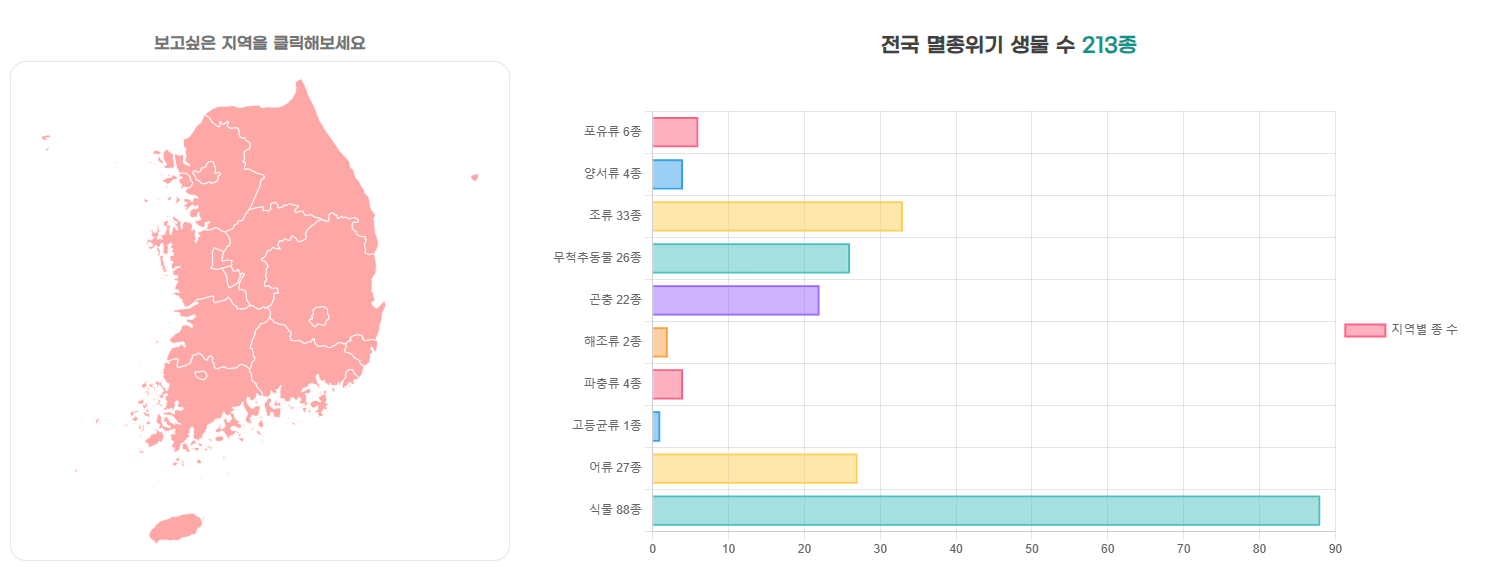 보고싶은 지역을 클릭해보세요
전국 멸종위기 생물 수 213종
포유류 6종
양서류 4종
조류 33종
무척추동물 26종
곤충 22종
해조류 2종
파충류 4종
고등균류 1종
어류 27종
식물 88종
0 10 20 30 40 50 60 70 80 90
지역별 종 수